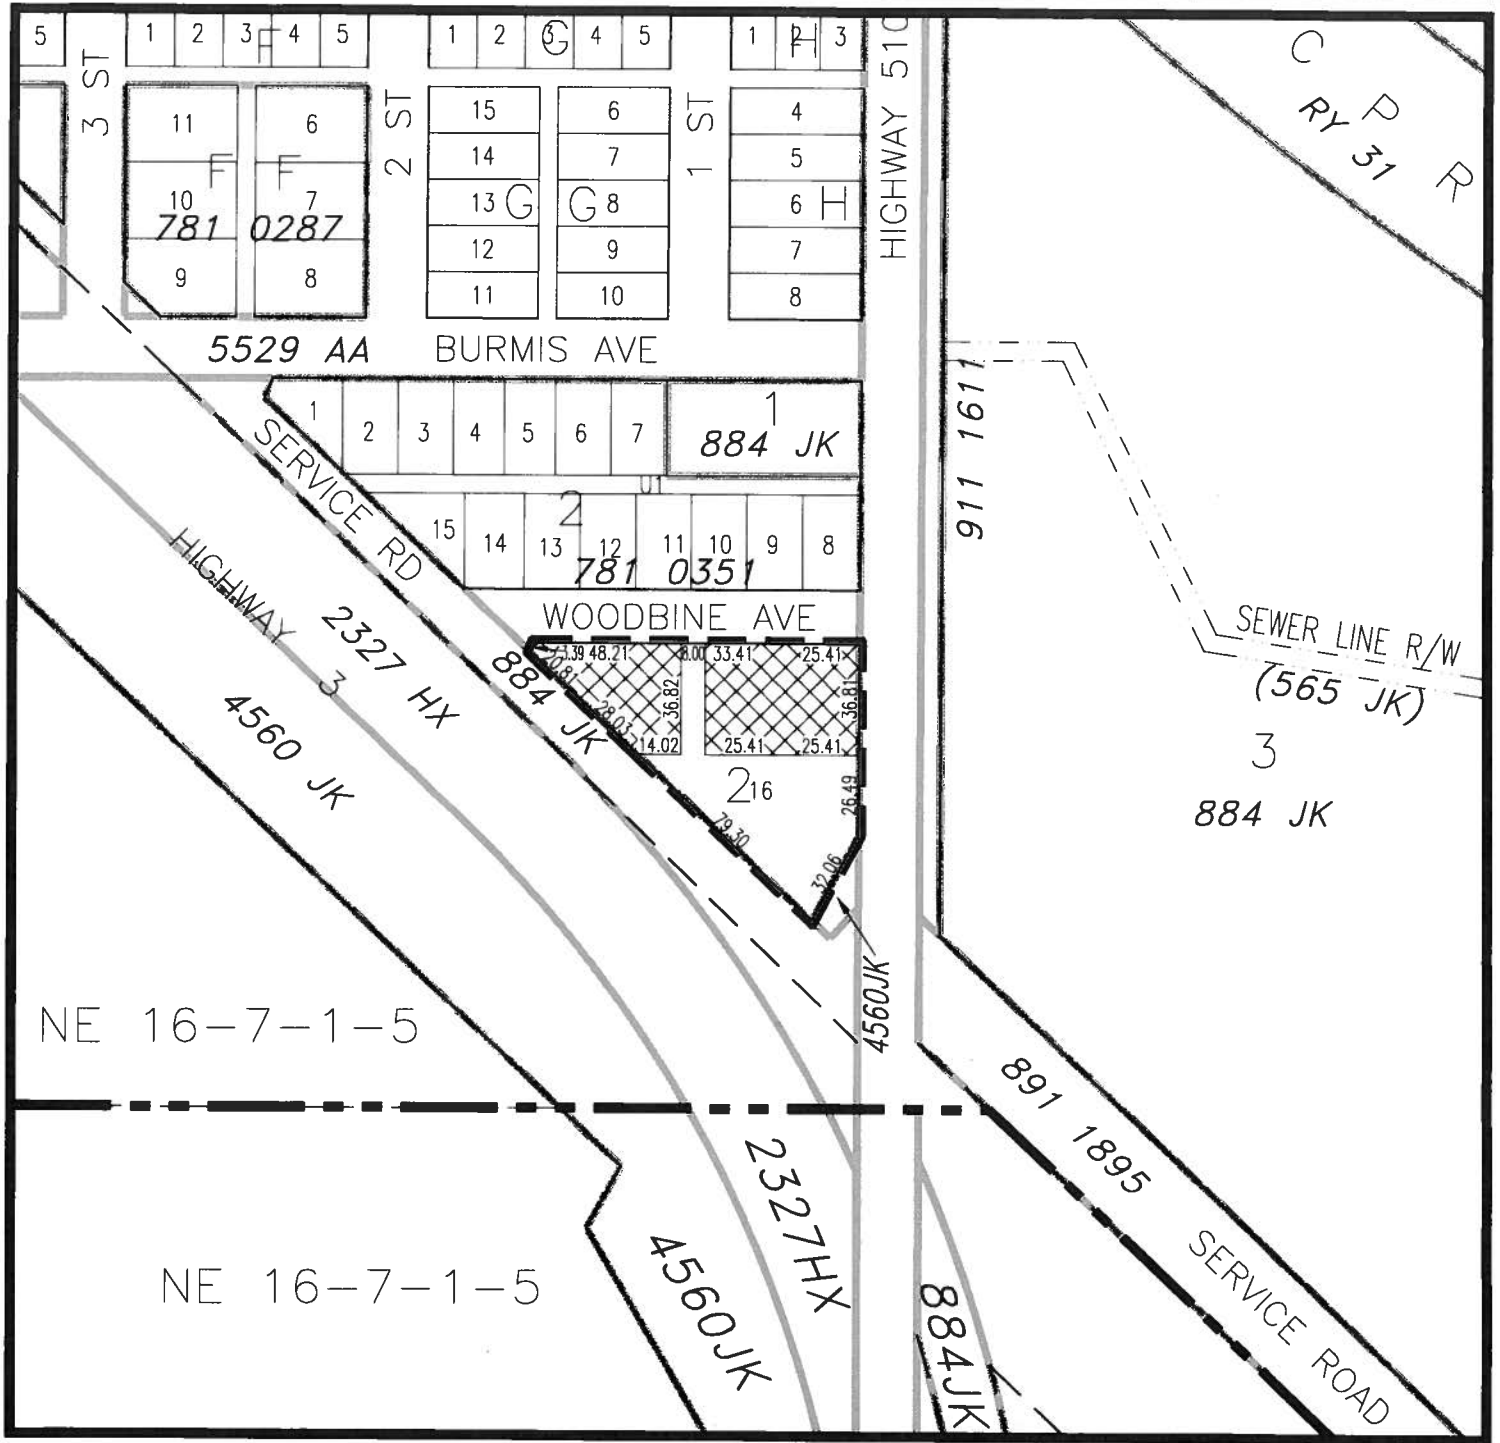 5
3 ST
1 2 3 4 5
F
2 ST
1 2 3 4 5
G
1 ST
1 2 3
H
HIGHWAY 510
C P R
RY 31
11 6
F F
10 7
781 0287
9 8
15 6
14 7
13 G G 8
12 9
11 10
4
5
6 H
7
8
5529 AA
BURMIS AVE
1 2 3 4 5 6 7
1
884 JK
U1
2
15 14 13 12 11 10 9 8
781 0351
911 1611
SERVICE RD
WOODBINE AVE
HIGHWAY 3
2327 HX
4560 JK
884 JK
48.21 8.00 33.41 25.41
20.81
28.03
36.82
36.81
14.02 25.41 25.41
2 16
26.49
79.30
32.06
4560JK
SEWER LINE R/W
(565 JK)
3
884 JK
NE 16-7-1-5
891 1895
SERVICE ROAD
NE 16-7-1-5
2327HX
4560JK
884JK